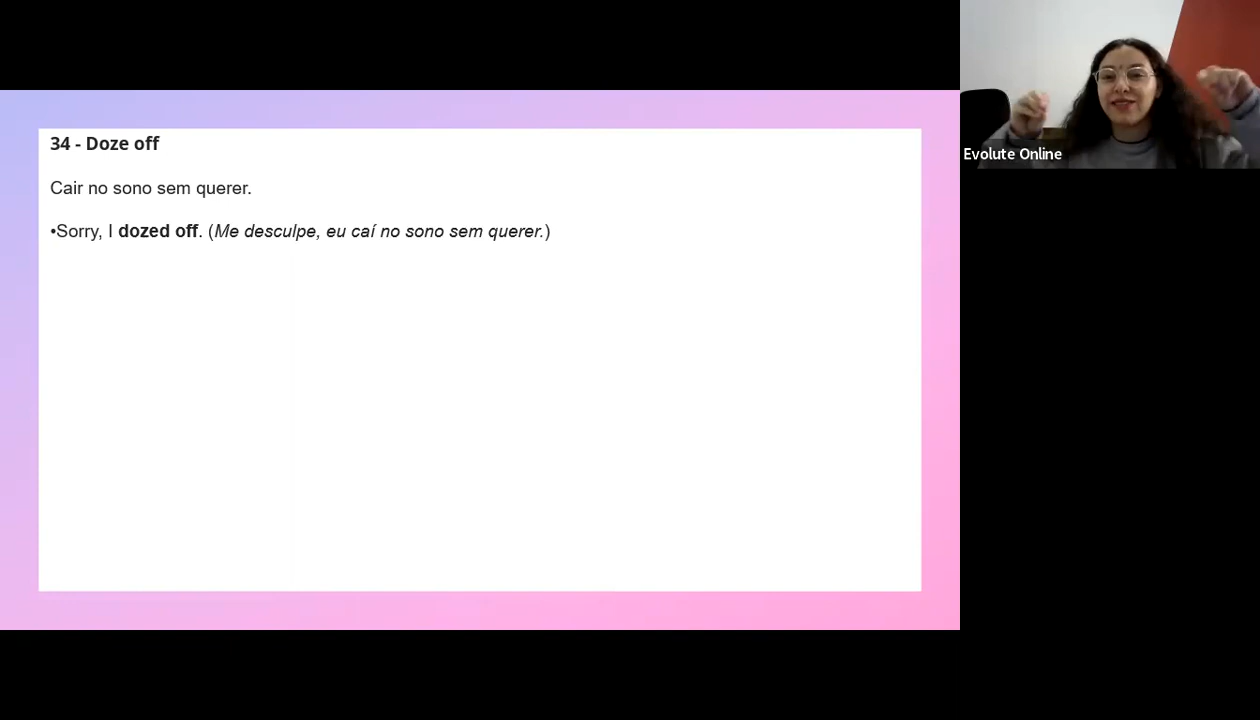 34 - Doze off
Cair no sono sem querer.
•Sorry, I dozed off. (Me desculpe, eu caí no sono sem querer.)
Evolute Online